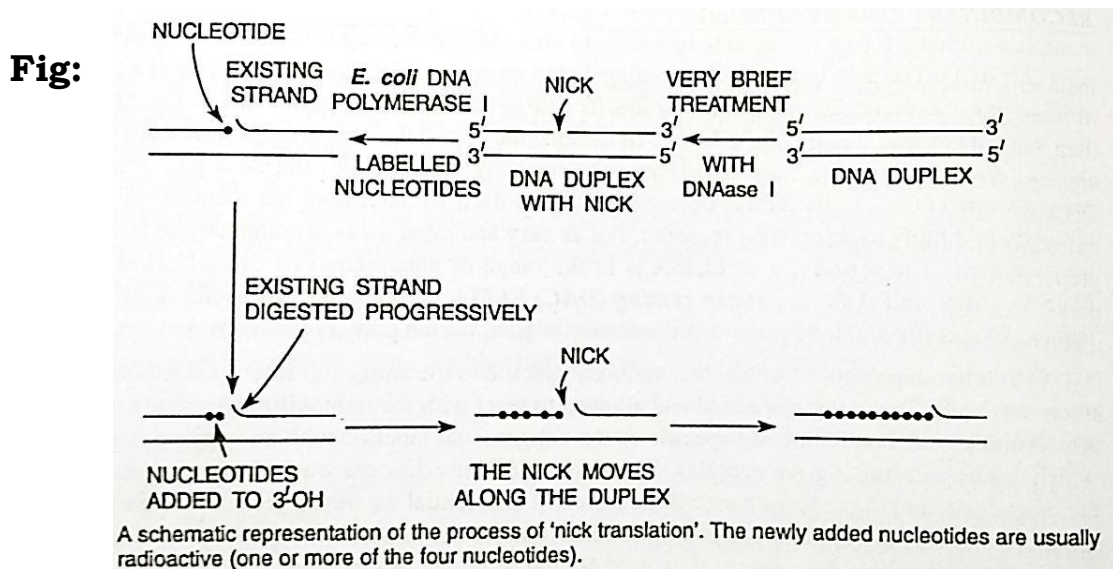 Fig:
NUCLEOTIDE
EXISTING
STRAND
E. coli DNA
POLYMERASE I
LABELLED
NUCLEOTIDES
5′
3′
NICK
3′
5′
DNA DUPLEX
WITH NICK
VERY BRIEF
TREATMENT
WITH
DNAase I
5′
3′
3′
5′
DNA DUPLEX
EXISTING STRAND
DIGESTED PROGRESSIVELY
NUCLEOTIDES
ADDED TO 3′-OH
NICK
THE NICK MOVES
ALONG THE DUPLEX
A schematic representation of the process of 'nick translation'. The newly added nucleotides are usually
radioactive (one or more of the four nucleotides).